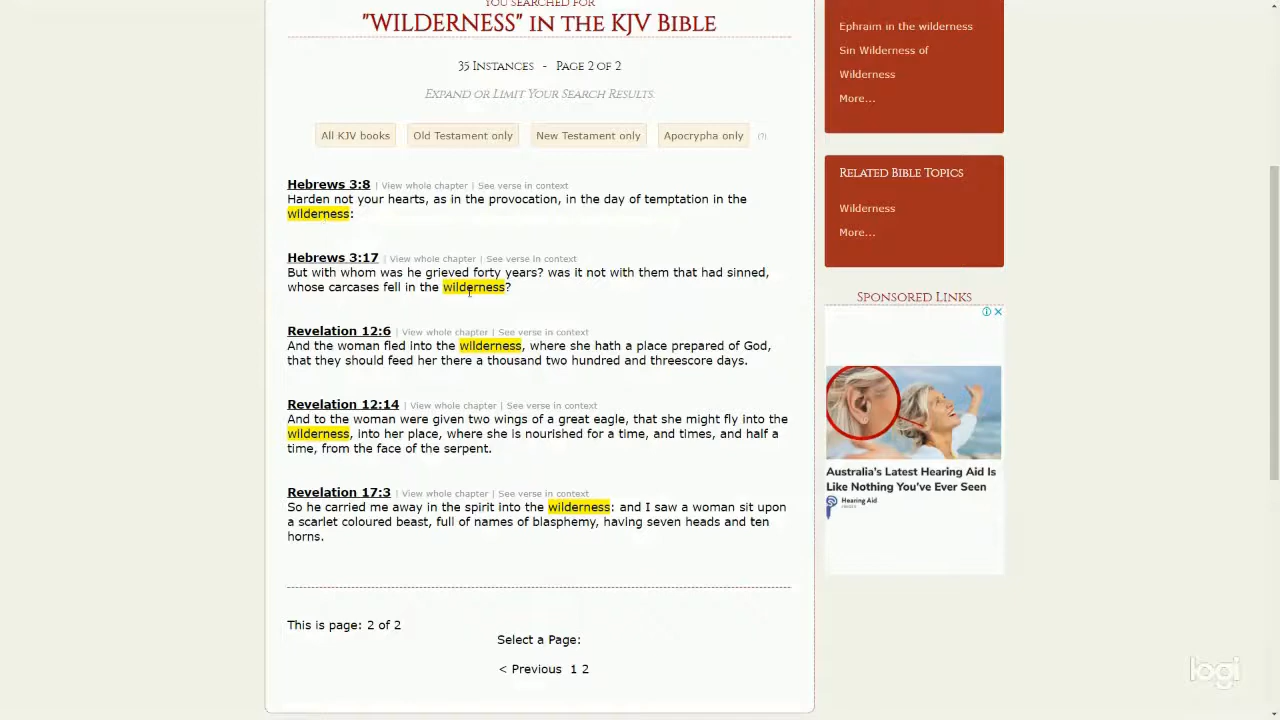 YOU SEARCHED FOR
"WILDERNESS" IN THE KJV BIBLE
35 INSTANCES - PAGE 2 OF 2
EXPAND OR LIMIT YOUR SEARCH RESULTS.
All KJV books Old Testament only New Testament only Apocrypha only (?)
Hebrews 3:8 | View whole chapter | See verse in context
Harden not your hearts, as in the provocation, in the day of temptation in the
wilderness:
Hebrews 3:17 | View whole chapter | See verse in context
But with whom was he grieved forty years? was it not with them that had sinned,
whose carcases fell in the wilderness?
Revelation 12:6 | View whole chapter | See verse in context
And the woman fled into the wilderness, where she hath a place prepared of God,
that they should feed her there a thousand two hundred and threescore days.
Revelation 12:14 | View whole chapter | See verse in context
And to the woman were given two wings of a great eagle, that she might fly into the
wilderness, into her place, where she is nourished for a time, and times, and half a
time, from the face of the serpent.
Revelation 17:3 | View whole chapter | See verse in context
So he carried me away in the spirit into the wilderness: and I saw a woman sit upon
a scarlet coloured beast, full of names of blasphemy, having seven heads and ten
horns.
This is page: 2 of 2
Select a Page:
< Previous 1 2
Ephraim in the wilderness
Sin Wilderness of
Wilderness
More...
RELATED BIBLE TOPICS
Wilderness
More...
SPONSORED LINKS
Australia's Latest Hearing Aid Is
Like Nothing You've Ever Seen
Hearing Aid
logi